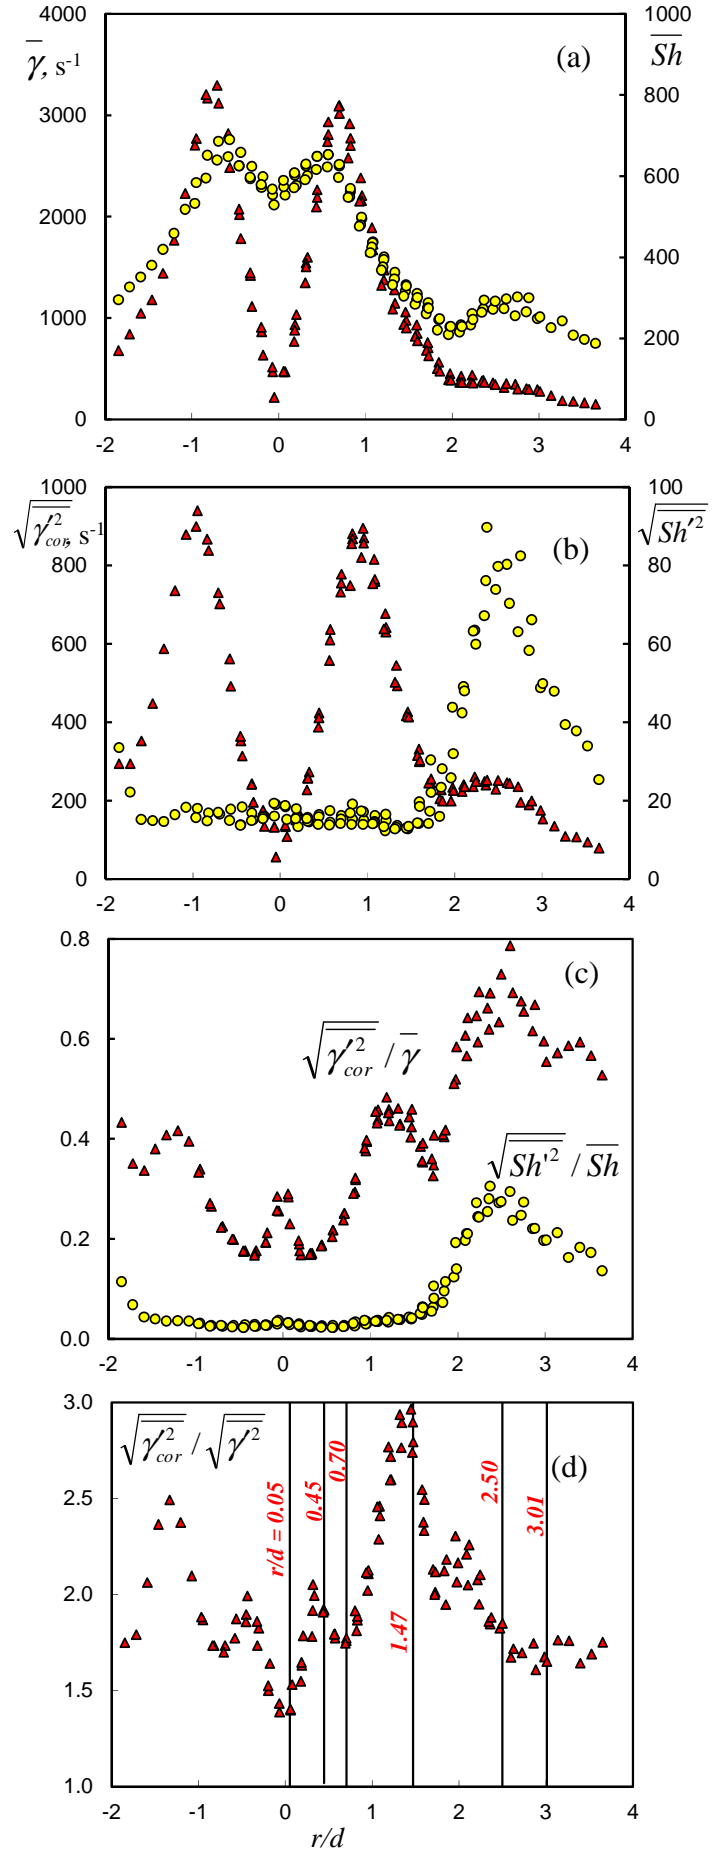 4000 1000
γ̅, s⁻¹ (a) S̅h̅
3000 800
600
2000
400
1000
200
0 0
-2 -1 0 1 2 3 4
1000 100
√(γ′²cor), s⁻¹ (b) √(Sh′²)
800 80
600 60
400 40
200 20
0 0
-2 -1 0 1 2 3 4
0.8
(c)
0.6
√(γ′²cor) / γ̅
0.4
√(Sh′²) / S̅h̅
0.2
0.0
-2 -1 0 1 2 3 4
3.0
√(γ′²cor) / √(γ′²) (d)
r/d = 0.05
0.45
0.70
1.47
2.50
3.01
2.5
2.0
1.5
1.0
-2 -1 0 1 2 3 4
r/d